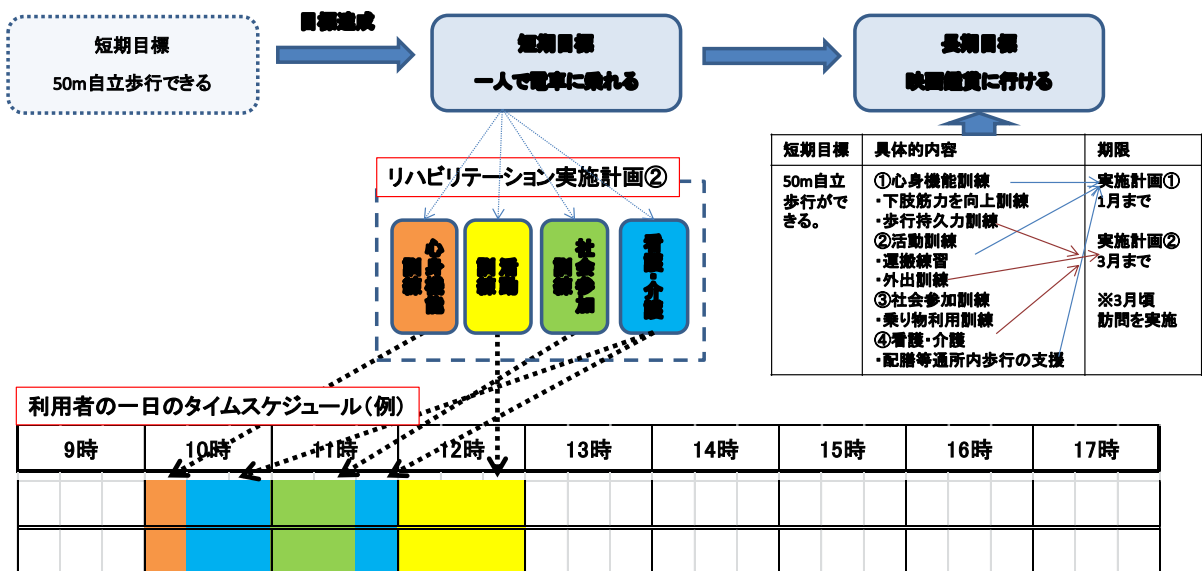 短期目標
50m自立歩行できる
目標達成
短期目標
一人で電車に乗れる
長期目標
映画鑑賞に行ける
リハビリテーション実施計画②
心身機能
訓練
活動
訓練
社会参加
訓練
看護・介護
短期目標 具体的内容 期限
50m自立
歩行がで
きる。
①心身機能訓練
・下肢筋力を向上訓練
・歩行持久力訓練
②活動訓練
・運搬練習
・外出訓練
③社会参加訓練
・乗り物利用訓練
④看護・介護
・配膳等通所内歩行の支援
実施計画①
1月まで
実施計画②
3月まで
※3月頃
訪問を実施
利用者の一日のタイムスケジュール(例)
9時 10時 11時 12時 13時 14時 15時 16時 17時